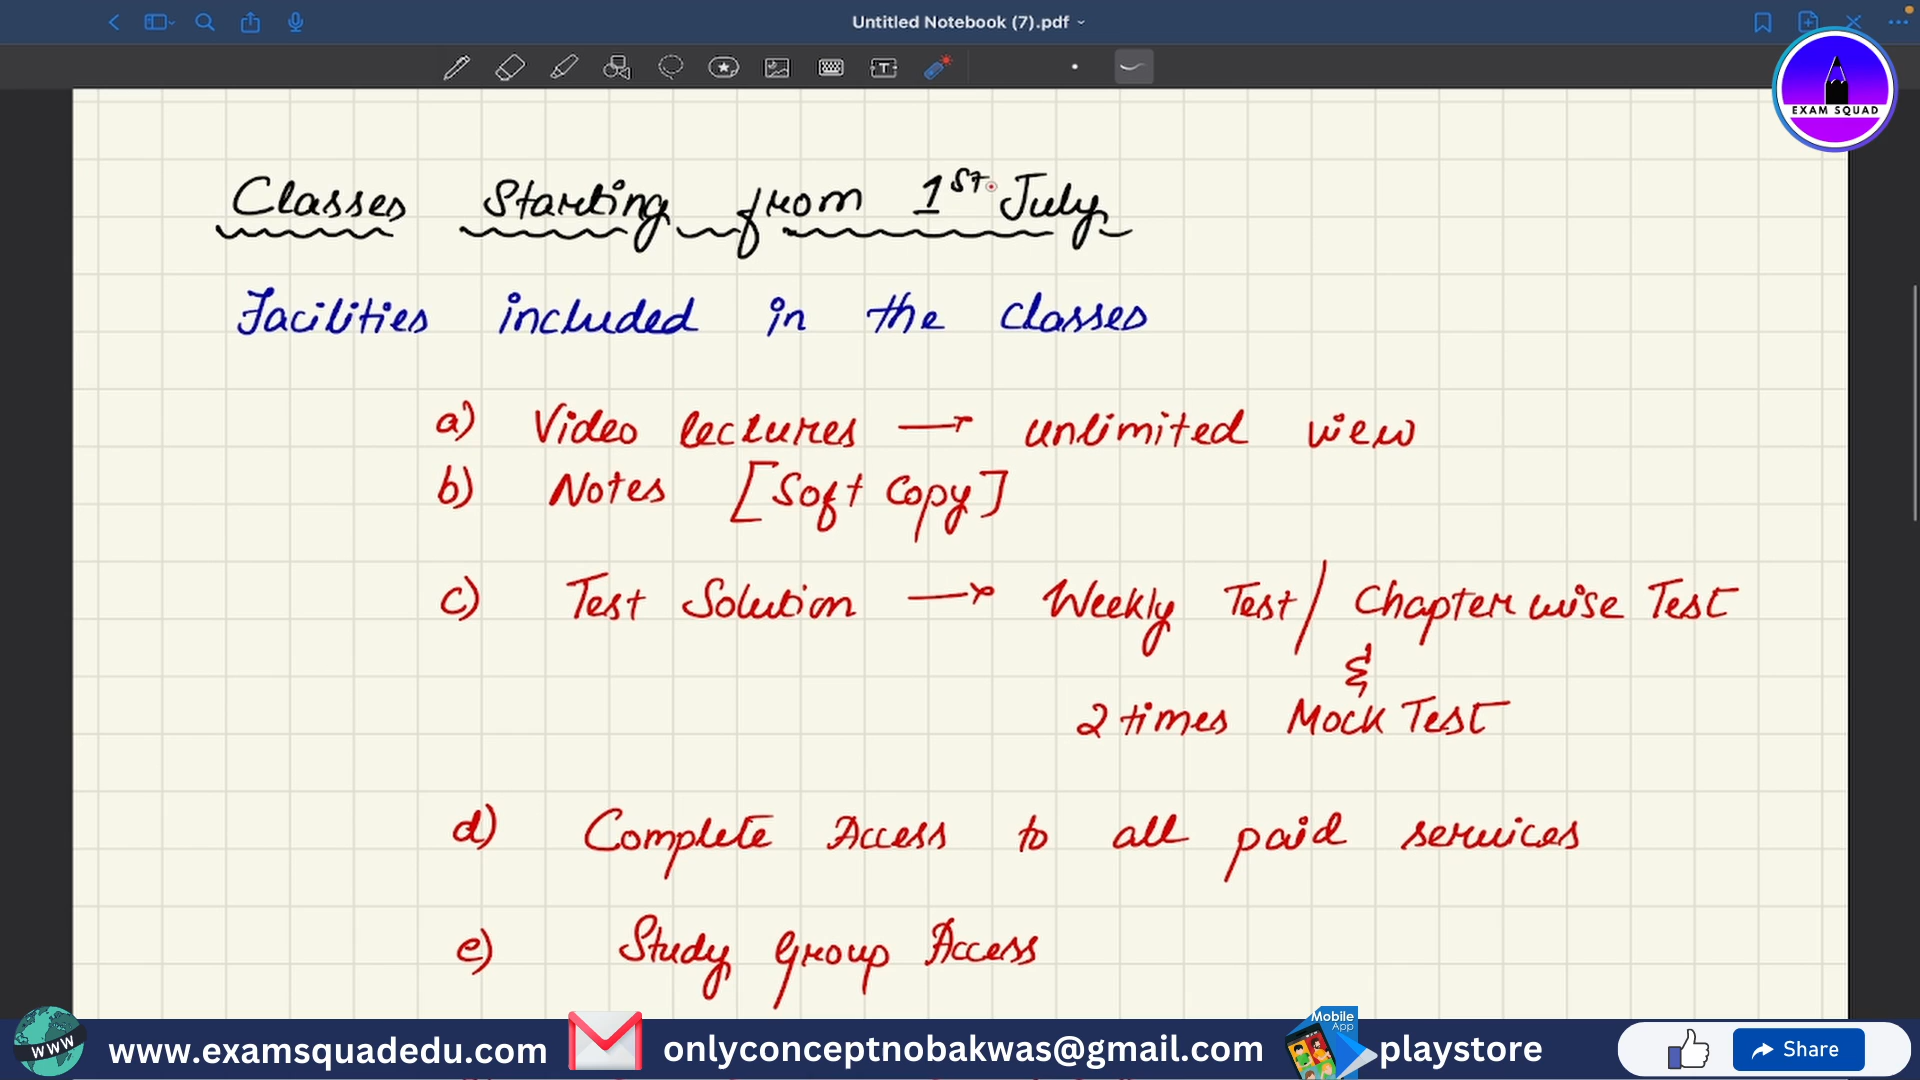 Untitled Notebook (7).pdf
EXAM SQUAD
Classes Starting from 1st July
Facilities included in the classes
a) Video lectures → unlimited view
b) Notes [Soft Copy]
c) Test Solution → Weekly Test/ Chapterwise Test
&
2 times Mock Test
d) Complete Access to all paid services
e) Study Group Access
WWW
www.examsquadedu.com
onlyconceptnobakwas@gmail.com
Mobile
App
playstore
Share